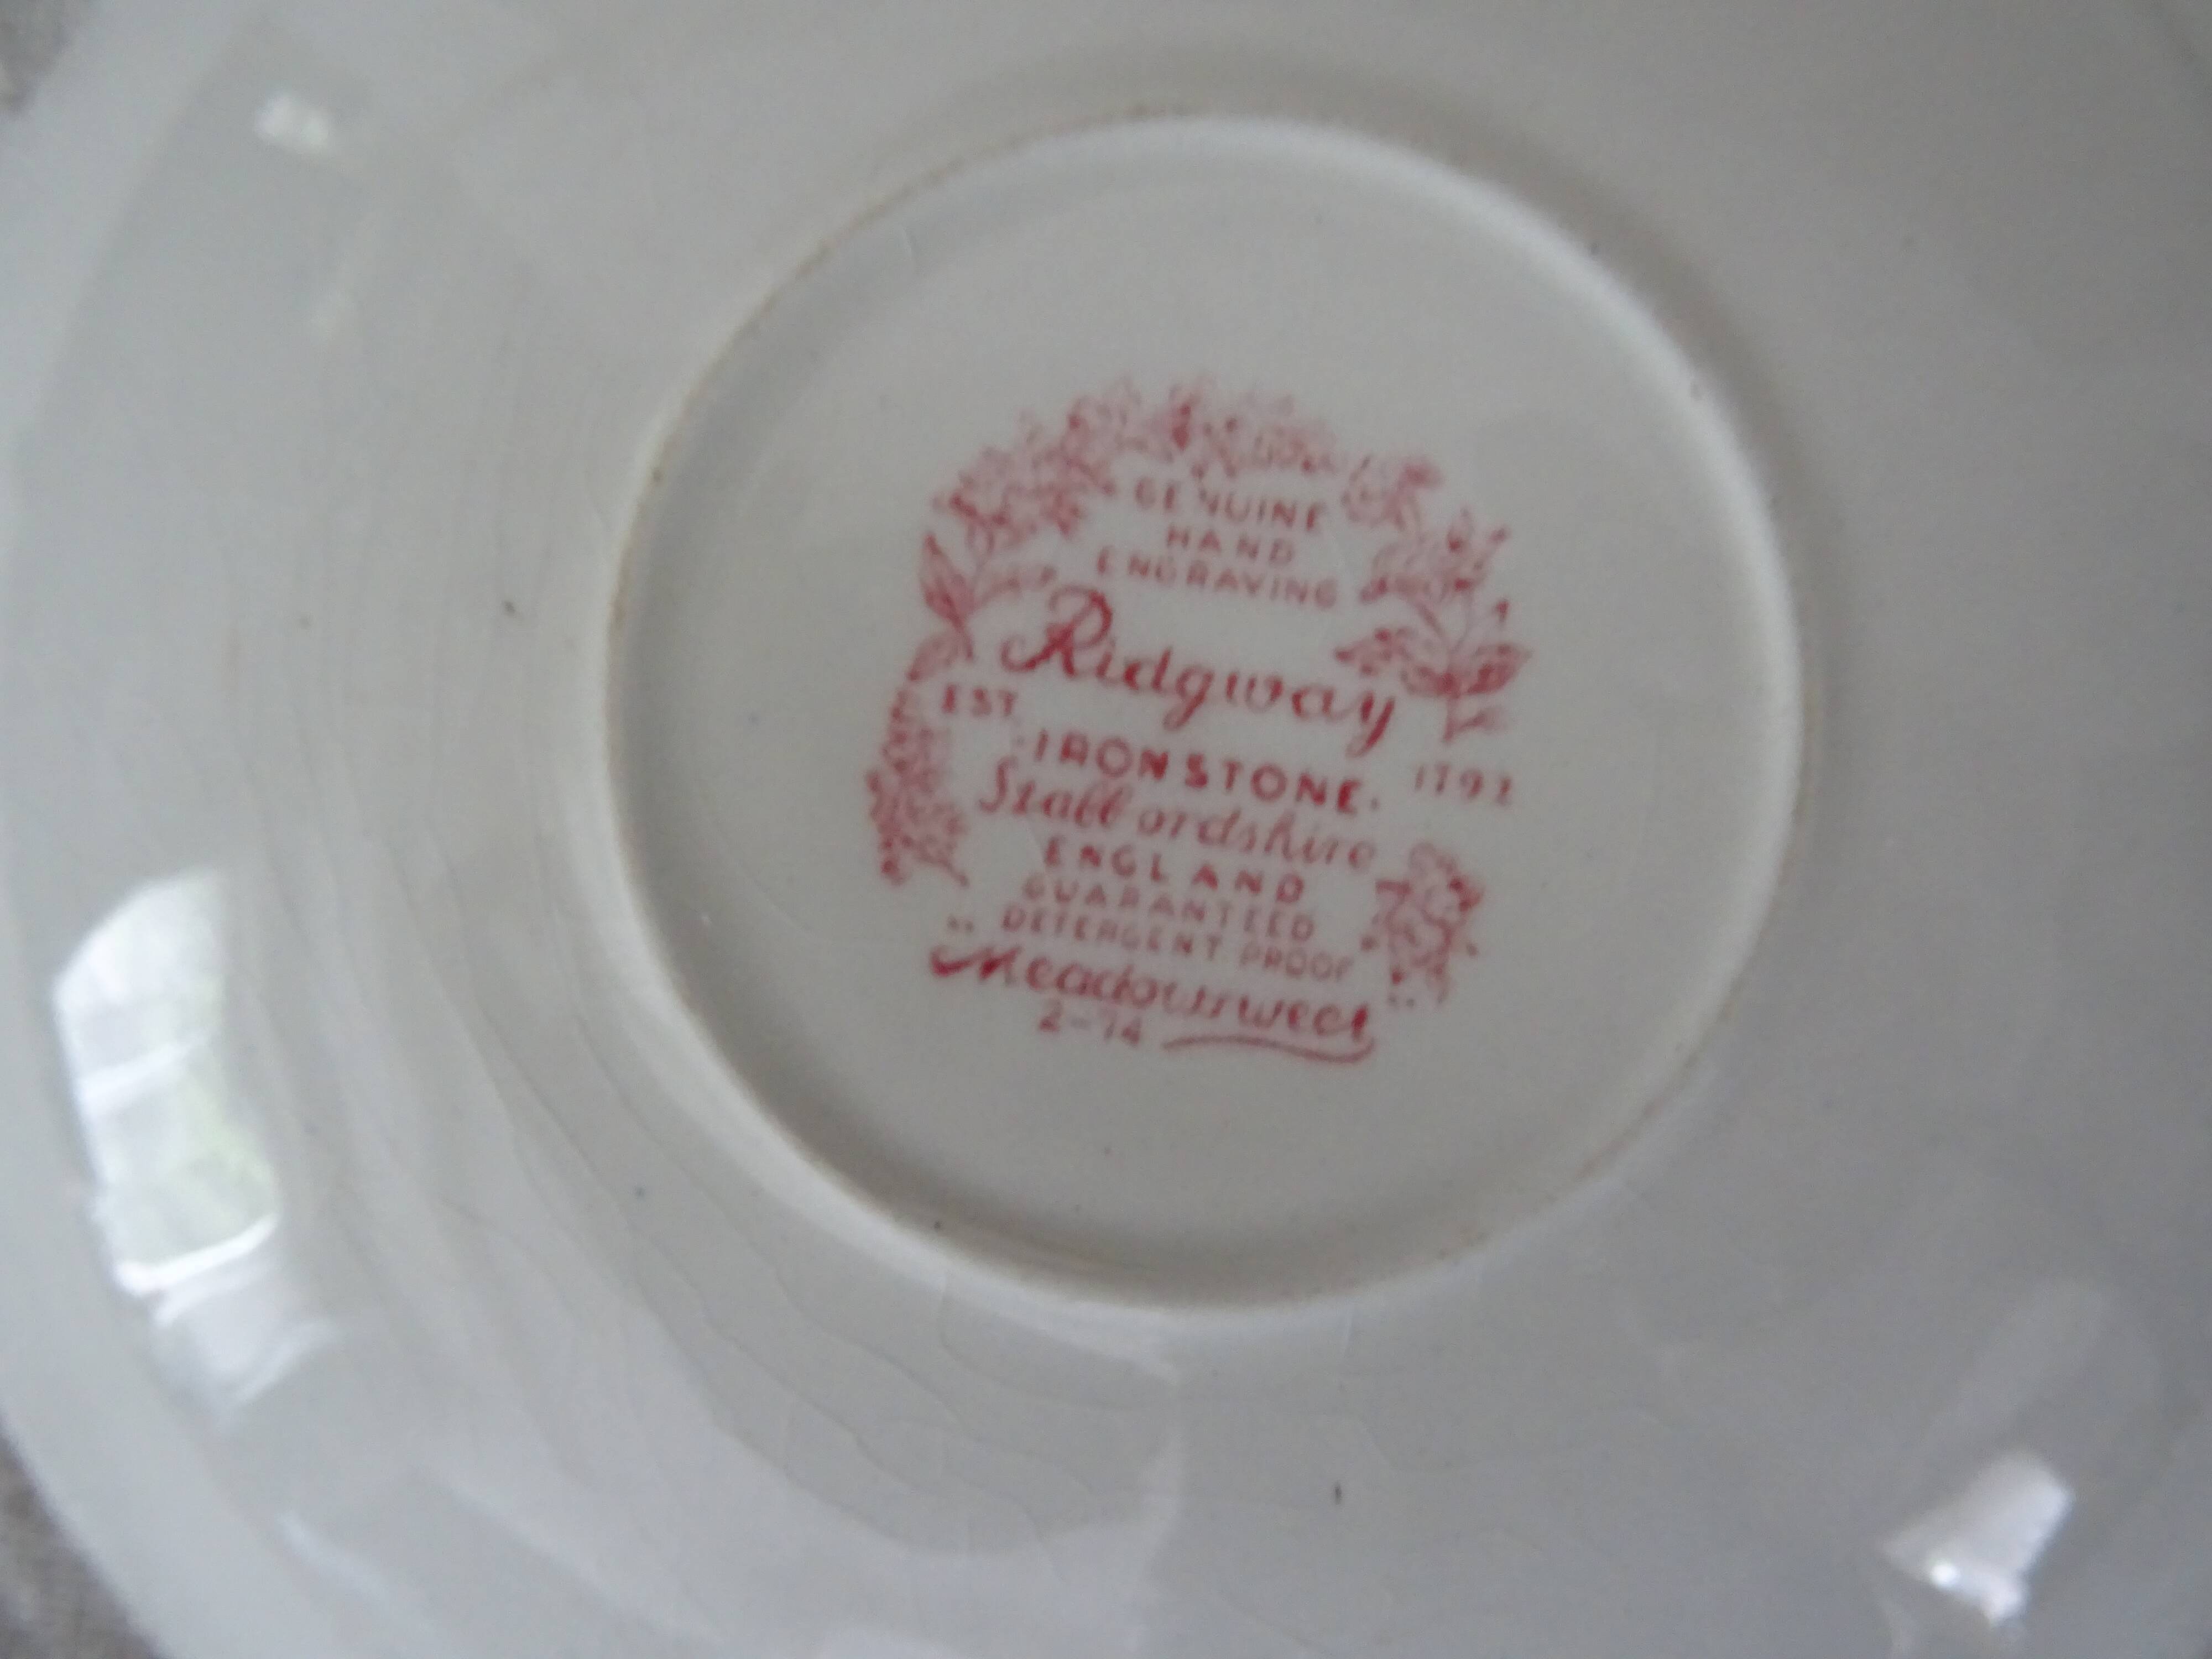 GENUINE
HAND
ENGRAVING
Ridgway
EST. 1792
IRONSTONE.
Staffordshire
ENGLAND
GUARANTEED
DETERGENT PROOF
"Meadowsweet"
2-74